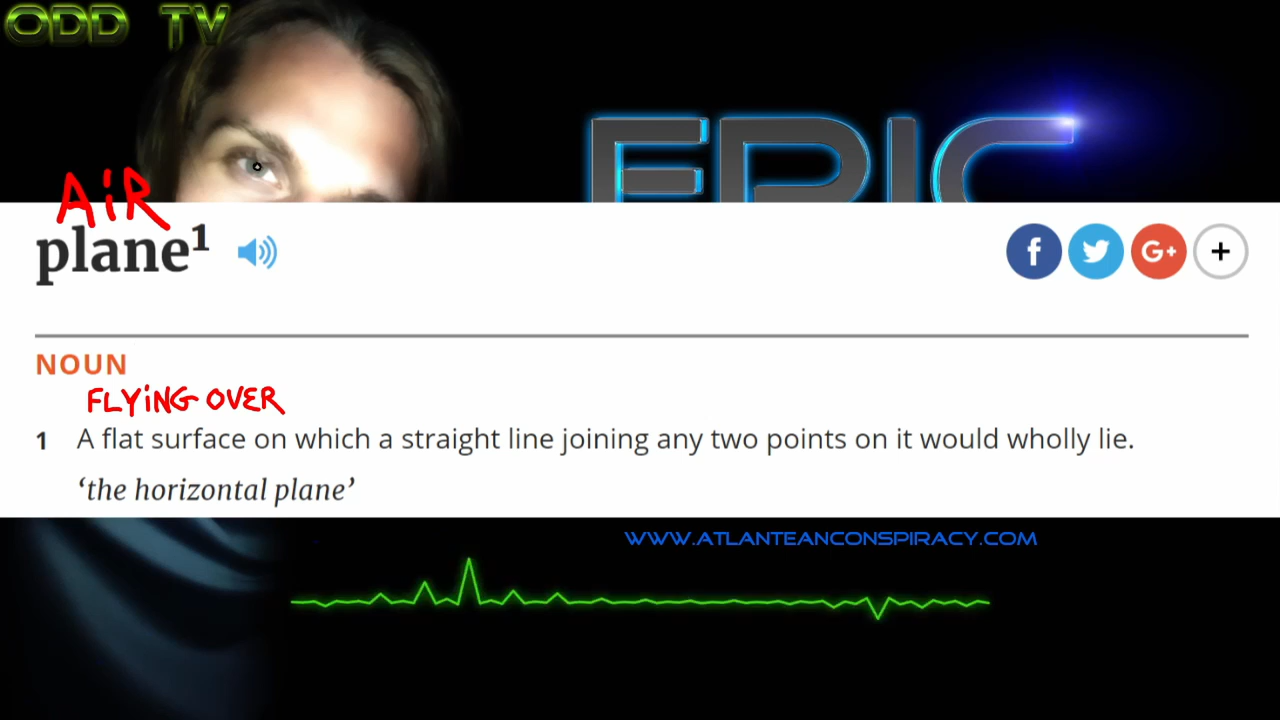 ODD TV
EPIC
AiR
plane¹
f G+ +
NOUN
FLYiNG OVER
1 A flat surface on which a straight line joining any two points on it would wholly lie.
‘the horizontal plane’
WWW.ATLANTEANCONSPIRACY.COM